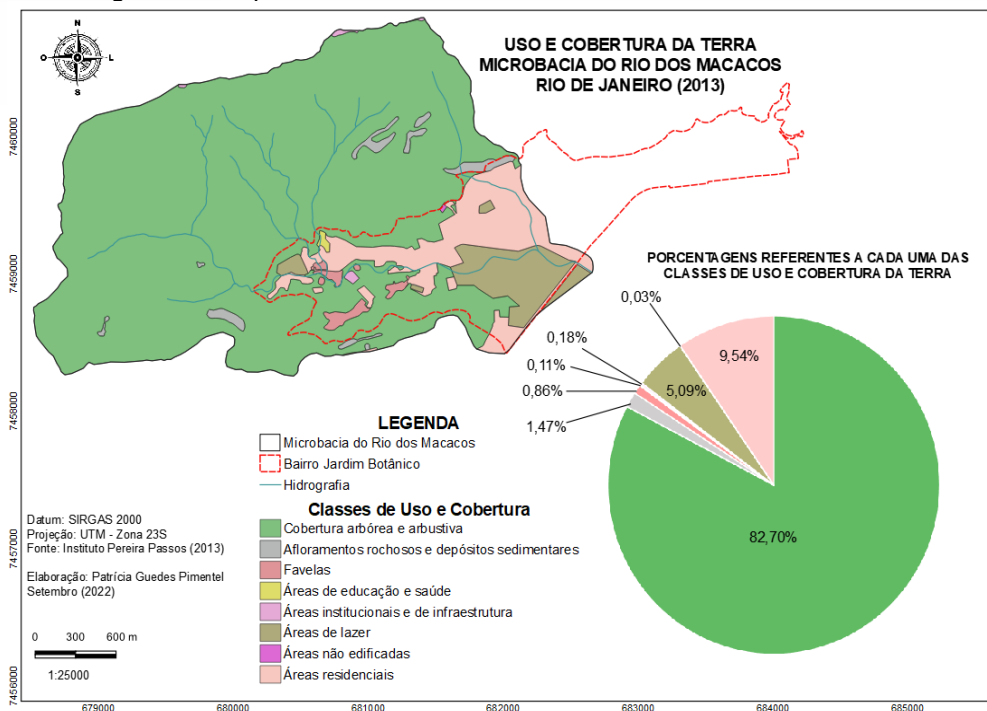 N
O
L
S
USO E COBERTURA DA TERRA
MICROBACIA DO RIO DOS MACACOS
RIO DE JANEIRO (2013)
7460000
7459000
7458000
7457000
7456000
PORCENTAGENS REFERENTES A CADA UMA DAS
CLASSES DE USO E COBERTURA DA TERRA
0,03%
9,54%
0,18%
0,11%
5,09%
0,86%
1,47%
82,70%
LEGENDA
Microbacia do Rio dos Macacos
Bairro Jardim Botânico
Hidrografia
Classes de Uso e Cobertura
Cobertura arbórea e arbustiva
Afloramentos rochosos e depósitos sedimentares
Favelas
Áreas de educação e saúde
Áreas institucionais e de infraestrutura
Áreas de lazer
Áreas não edificadas
Áreas residenciais
Datum: SIRGAS 2000
Projeção: UTM - Zona 23S
Fonte: Instituto Pereira Passos (2013)
Elaboração: Patrícia Guedes Pimentel
Setembro (2022)
0 300 600 m
1:25000
679000 680000 681000 682000 683000 684000 685000